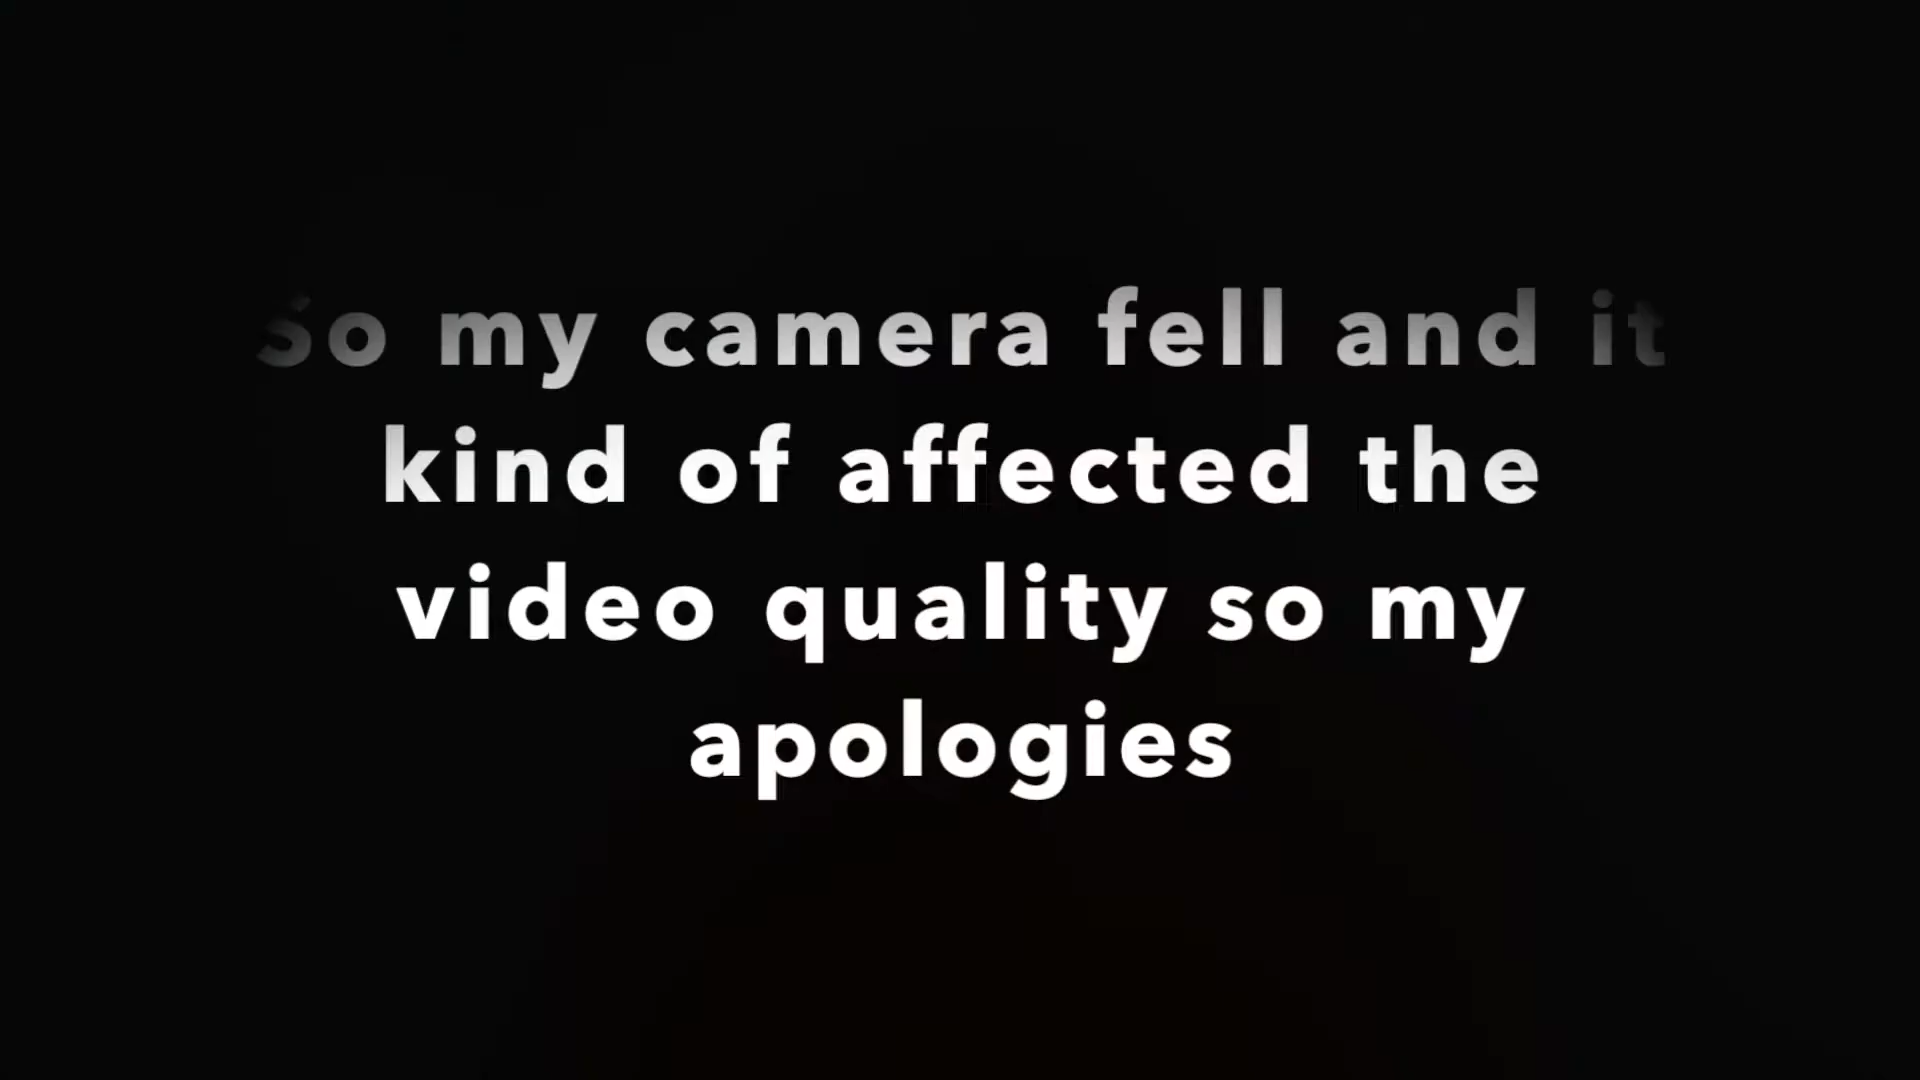 So my camera fell and it
kind of affected the
video quality so my
apologies